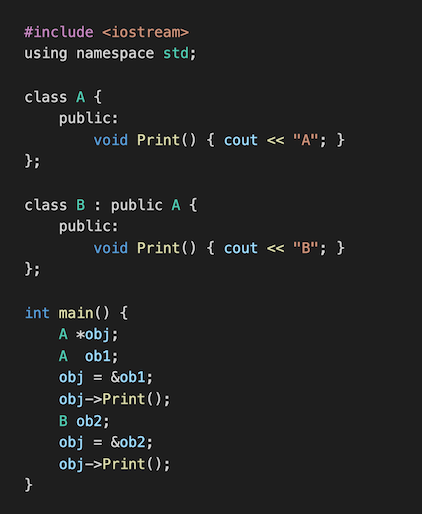 #include <iostream>
using namespace std;

class A {
    public:
        void Print() { cout << "A"; }
};

class B : public A {
    public:
        void Print() { cout << "B"; }
};

int main() {
    A *obj;
    A  ob1;
    obj = &ob1;
    obj->Print();
    B ob2;
    obj = &ob2;
    obj->Print();
}